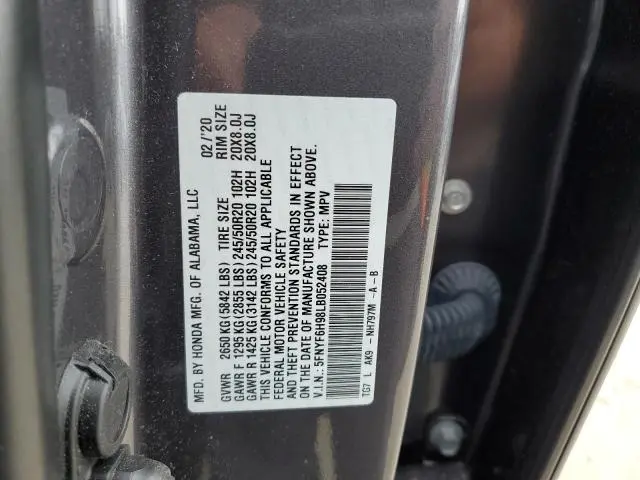 MFD. BY HONDA MFG. OF ALABAMA, LLC 02 /'20
GVWR 2650 KG (5842 LBS) TIRE SIZE RIM SIZE
GAWR F 1295 KG (2855 LBS) 245/50R20 102H 20X8.0J
GAWR R 1425 KG (3142 LBS) 245/50R20 102H 20X8.0J
THIS VEHICLE CONFORMS TO ALL APPLICABLE
FEDERAL MOTOR VEHICLE SAFETY
AND THEFT PREVENTION STANDARDS IN EFFECT
ON THE DATE OF MANUFACTURE SHOWN ABOVE.
V.I.N.: 5FNYF6H98LB052408 TYPE: MPV
TG7 L AK9 -NH797M -A-B